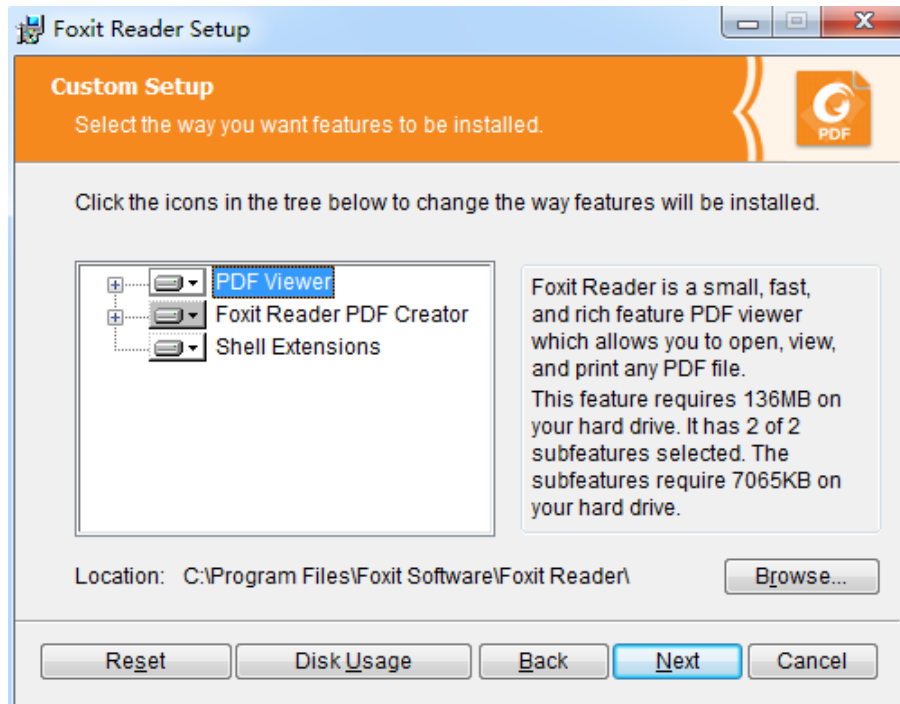 Foxit Reader Setup
Custom Setup
Select the way you want features to be installed.
PDF
Click the icons in the tree below to change the way features will be installed.
PDF Viewer
Foxit Reader PDF Creator
Shell Extensions
Foxit Reader is a small, fast,
and rich feature PDF viewer
which allows you to open, view,
and print any PDF file.
This feature requires 136MB on
your hard drive. It has 2 of 2
subfeatures selected. The
subfeatures require 7065KB on
your hard drive.
Location: C:\Program Files\Foxit Software\Foxit Reader\ Browse...
Reset Disk Usage Back Next Cancel